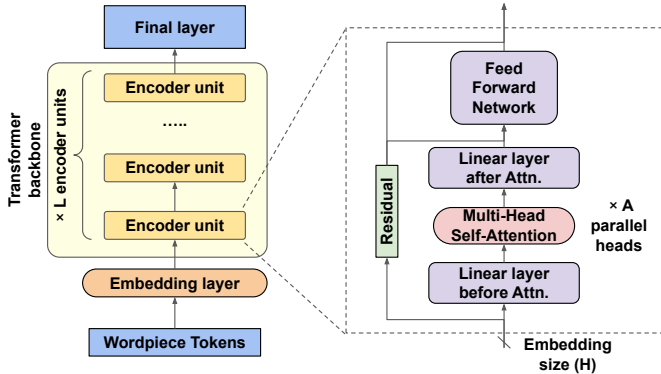 Final layer
Transformer
backbone
× L encoder units
Encoder unit
.....
Encoder unit
Encoder unit
Embedding layer
Wordpiece Tokens
Feed
Forward
Network
Linear layer
after Attn.
Residual
Multi-Head
Self-Attention
× A
parallel
heads
Linear layer
before Attn.
Embedding
size (H)